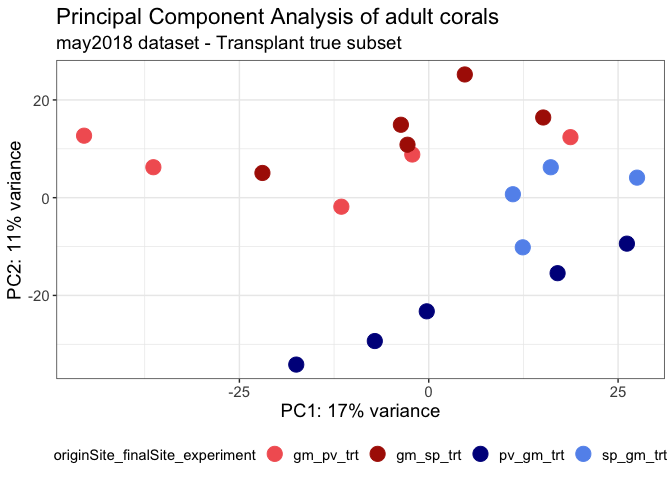 Principal Component Analysis of adult corals
may2018 dataset - Transplant true subset
20
0
-20
PC2: 11% variance
-25 0 25
PC1: 17% variance
originSite_finalSite_experiment gm_pv_trt gm_sp_trt pv_gm_trt sp_gm_trt